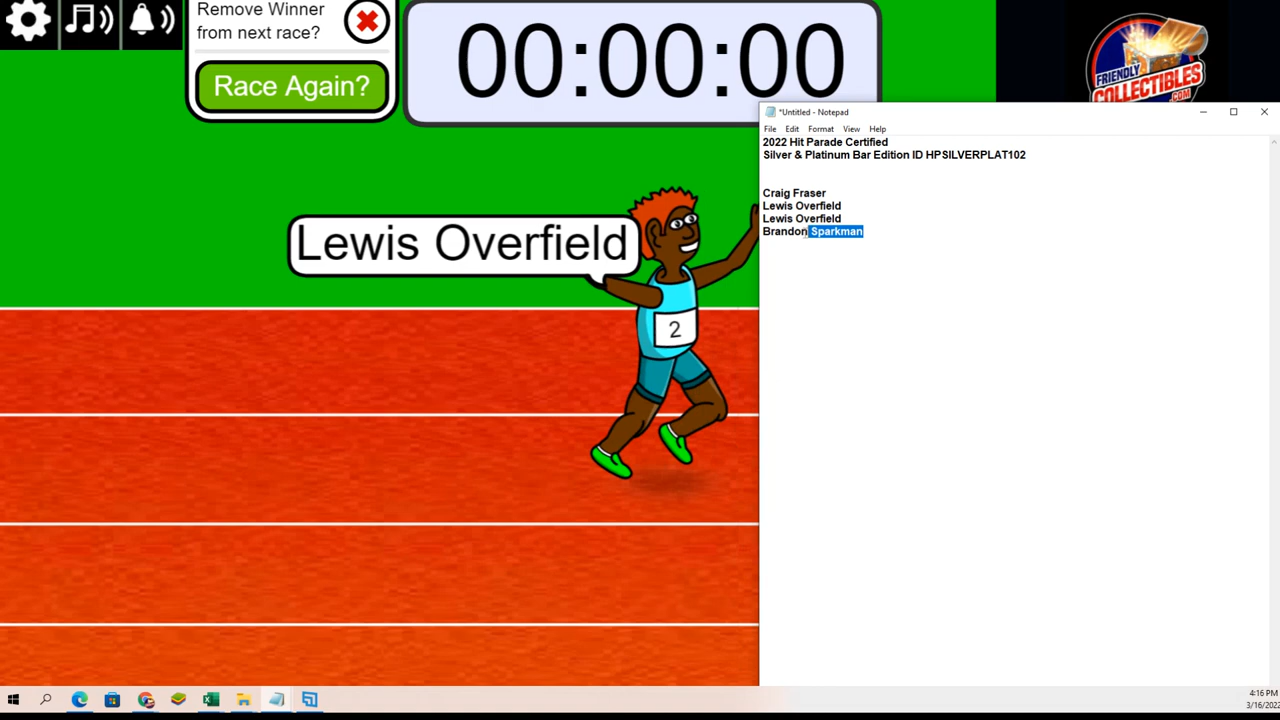 Remove Winner
from next race?
Race Again?
00:00:00
FRIENDLY
COLLECTIBLES
.COM
*Untitled - Notepad
File Edit Format View Help
2022 Hit Parade Certified
Silver & Platinum Bar Edition ID HPSILVERPLAT102
Craig Fraser
Lewis Overfield
Lewis Overfield
Brandon Sparkman
Lewis Overfield
2
4:16 PM
3/16/2022